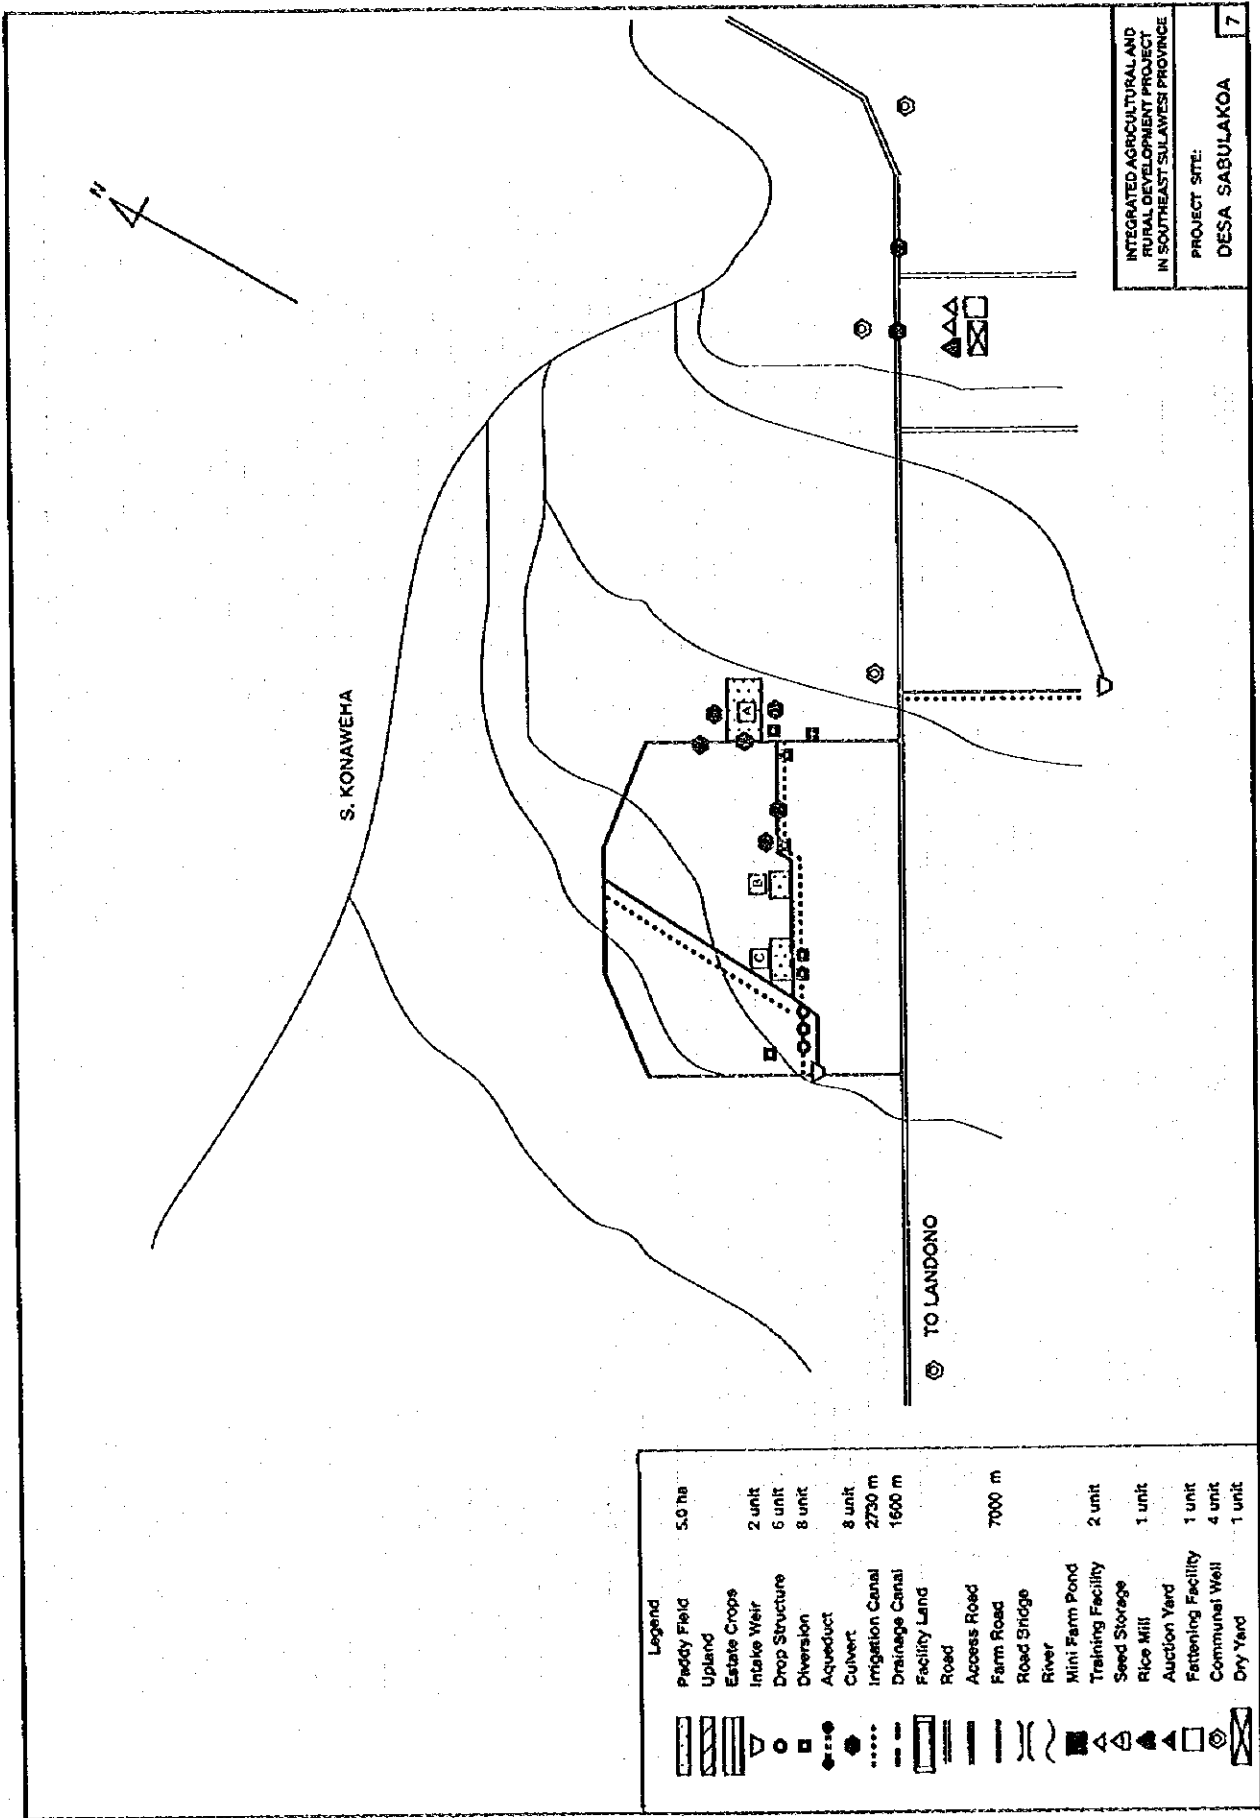 N
S. KONAWEHA
A
B
C
TO LANDONO
Legend
Paddy Field 5.0 ha
Upland
Estate Crops
Intake Weir 2 unit
Drop Structure 6 unit
Diversion 8 unit
Aqueduct
Culvert 8 unit
Irrigation Canal 2730 m
Drainage Canal 1600 m
Facility Land
Road
Access Road
Farm Road 7000 m
Road Bridge
River
Mini Farm Pond
Training Facility 2 unit
Seed Storage
Rice Mill 1 unit
Auction Yard
Fattening Facility 1 unit
Communal Well 4 unit
Dry Yard 1 unit
INTEGRATED AGRICULTURAL AND
RURAL DEVELOPMENT PROJECT
IN SOUTHEAST SULAWESI PROVINCE
PROJECT SITE:
DESA SABULAKOA
7